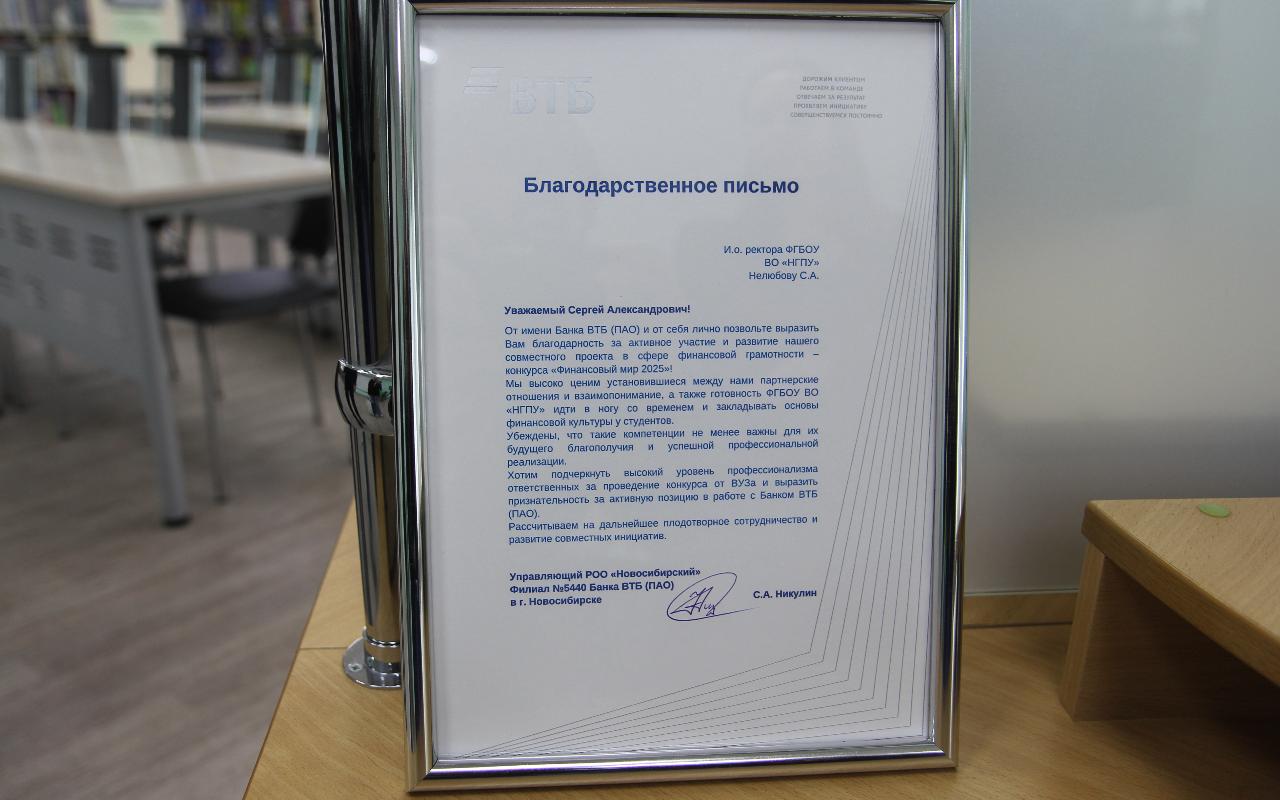 ВТБ
ДОРОЖИМ КЛИЕНТОМ
РАБОТАЕМ В КОМАНДЕ
ОТВЕЧАЕМ ЗА РЕЗУЛЬТАТ
ПРОЯВЛЯЕМ ИНИЦИАТИВУ
СОВЕРШЕНСТВУЕМСЯ ПОСТОЯННО
Благодарственное письмо
И.о. ректора ФГБОУ
ВО «НГПУ»
Нелюбову С.А.
Уважаемый Сергей Александрович!
От имени Банка ВТБ (ПАО) и от себя лично позвольте выразить
Вам благодарность за активное участие и развитие нашего
совместного проекта в сфере финансовой грамотности –
конкурса «Финансовый мир 2025»!
Мы высоко ценим установившиеся между нами партнерские
отношения и взаимопонимание, а также готовность ФГБОУ ВО
«НГПУ» идти в ногу со временем и закладывать основы
финансовой культуры у студентов.
Убеждены, что такие компетенции не менее важны для их
будущего благополучия и успешной профессиональной
реализации.
Хотим подчеркнуть высокий уровень профессионализма
ответственных за проведение конкурса от ВУЗа и выразить
признательность за активную позицию в работе с Банком ВТБ
(ПАО).
Рассчитываем на дальнейшее плодотворное сотрудничество и
развитие совместных инициатив.
Управляющий РОО «Новосибирский»
Филиал №5440 Банка ВТБ (ПАО)
в г. Новосибирске
С.А. Никулин